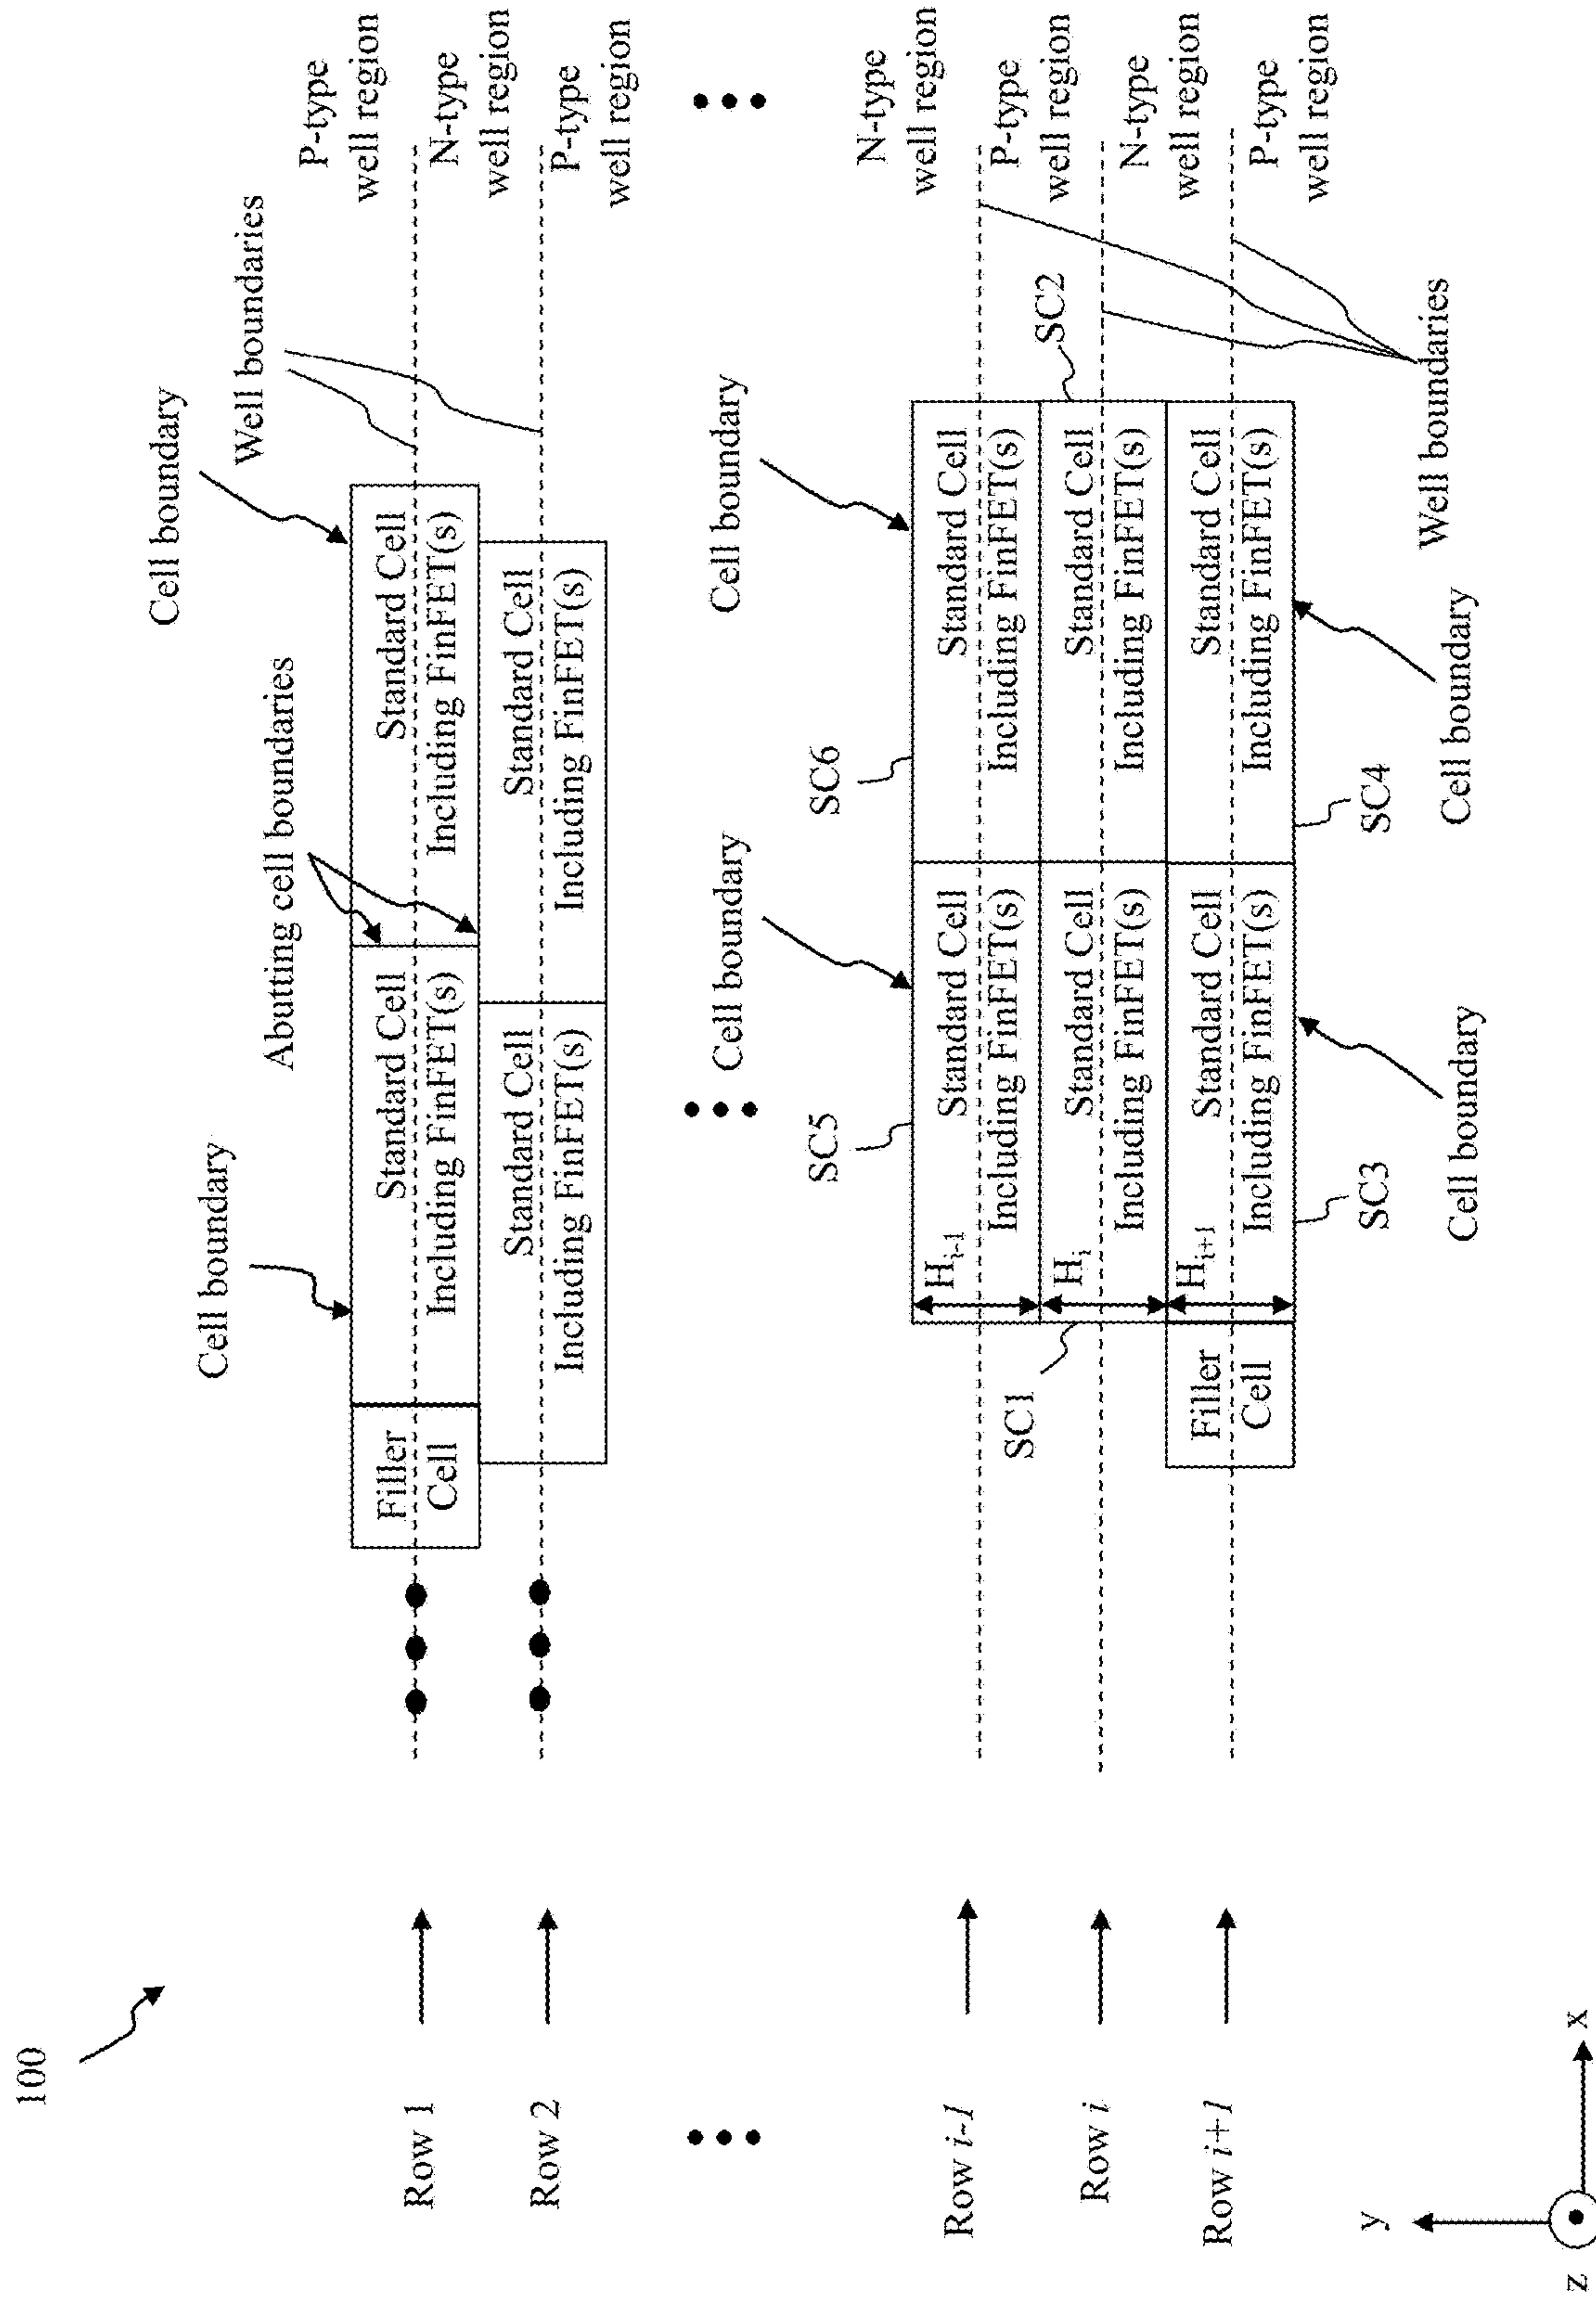 100
Cell boundary
Abutting cell boundaries
Cell boundary
Well boundaries
Row 1
Filler
Cell
Standard Cell
Including FinFET(s)
Standard Cell
Including FinFET(s)
P-type
well region
N-type
well region
Row 2
Standard Cell
Including FinFET(s)
Standard Cell
Including FinFET(s)
P-type
well region
Cell boundary
Cell boundary
SC5
SC6
Row i-1
Hi-1
Standard Cell
Including FinFET(s)
Standard Cell
Including FinFET(s)
N-type
well region
P-type
well region
SC1
SC2
Row i
Hi
Standard Cell
Including FinFET(s)
Standard Cell
Including FinFET(s)
N-type
well region
Row i+1
Filler
Cell
Hi+1
Standard Cell
Including FinFET(s)
Standard Cell
Including FinFET(s)
P-type
well region
SC3
SC4
Well boundaries
Cell boundary
Cell boundary
y
z
x